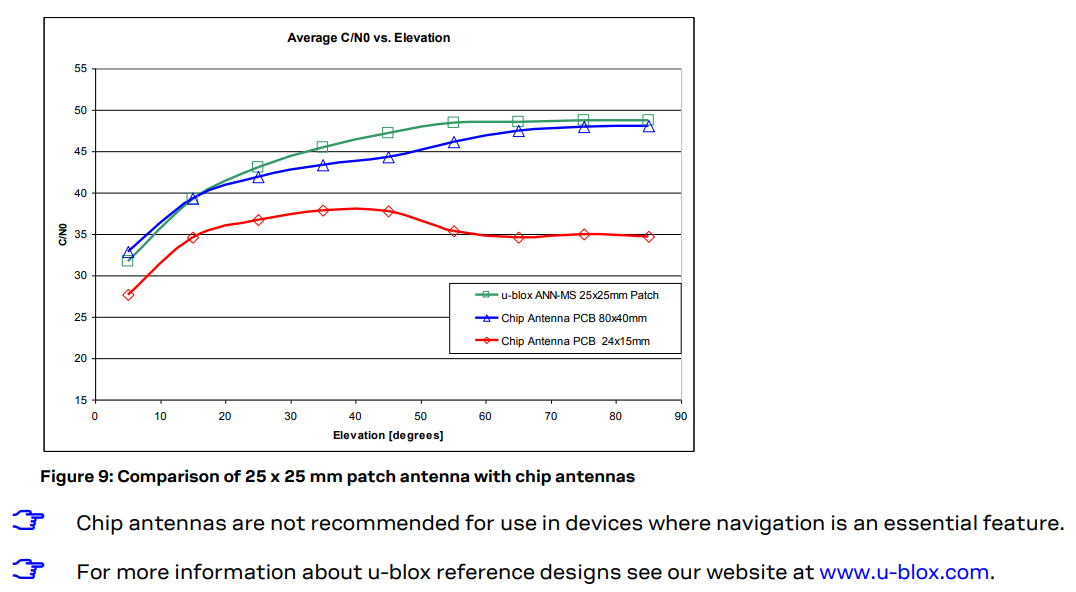 Average C/N0 vs. Elevation
55
50
45
40
35
30
25
20
15
C/N0
u-blox ANN-MS 25x25mm Patch
Chip Antenna PCB 80x40mm
Chip Antenna PCB 24x15mm
0 10 20 30 40 50 60 70 80 90
Elevation [degrees]
Figure 9: Comparison of 25 x 25 mm patch antenna with chip antennas
Chip antennas are not recommended for use in devices where navigation is an essential feature.
For more information about u-blox reference designs see our website at www.u-blox.com.